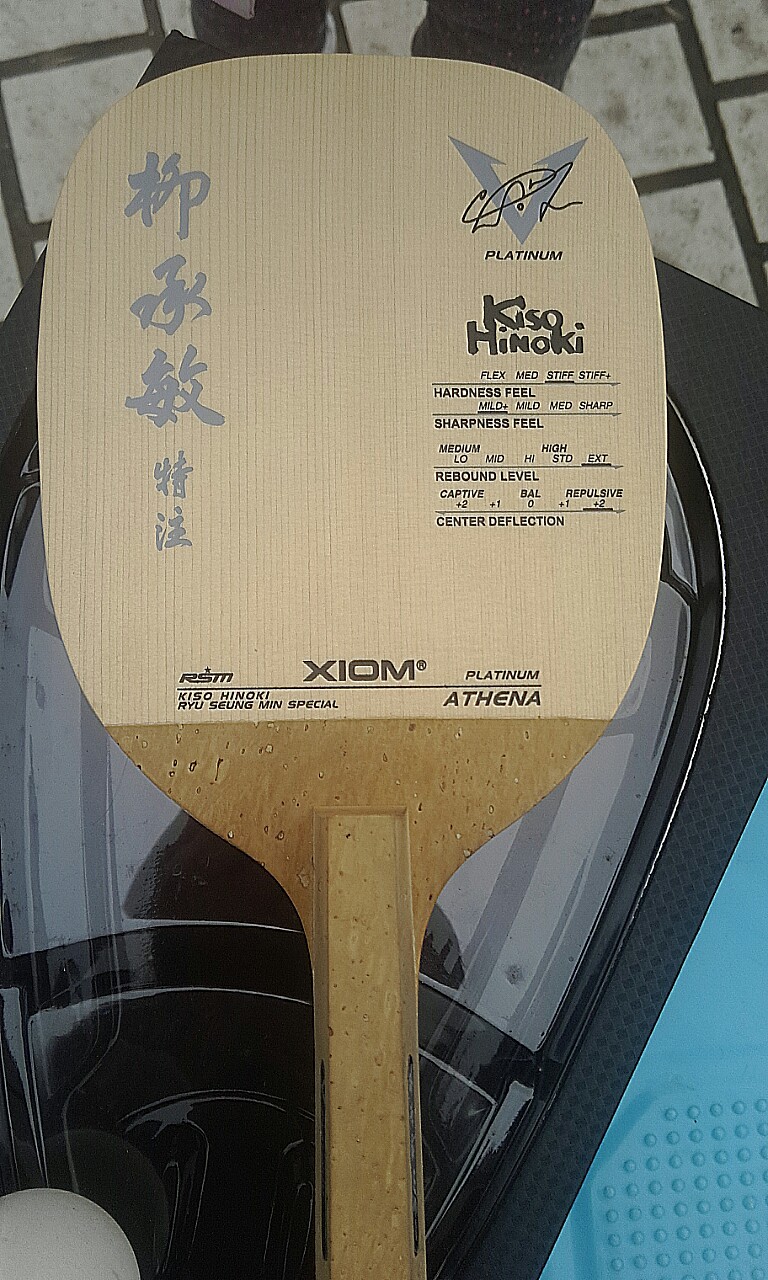 柳承敏 特注
PLATINUM
Kiso
Hinoki
FLEX MED STIFF STIFF+
HARDNESS FEEL
MILD+ MILD MED SHARP
SHARPNESS FEEL
MEDIUM HIGH
LO MID HI STD EXT
REBOUND LEVEL
CAPTIVE BAL REPULSIVE
+2 +1 0 +1 +2
CENTER DEFLECTION
RSM XIOM® PLATINUM
KISO HINOKI ATHENA
RYU SEUNG MIN SPECIAL